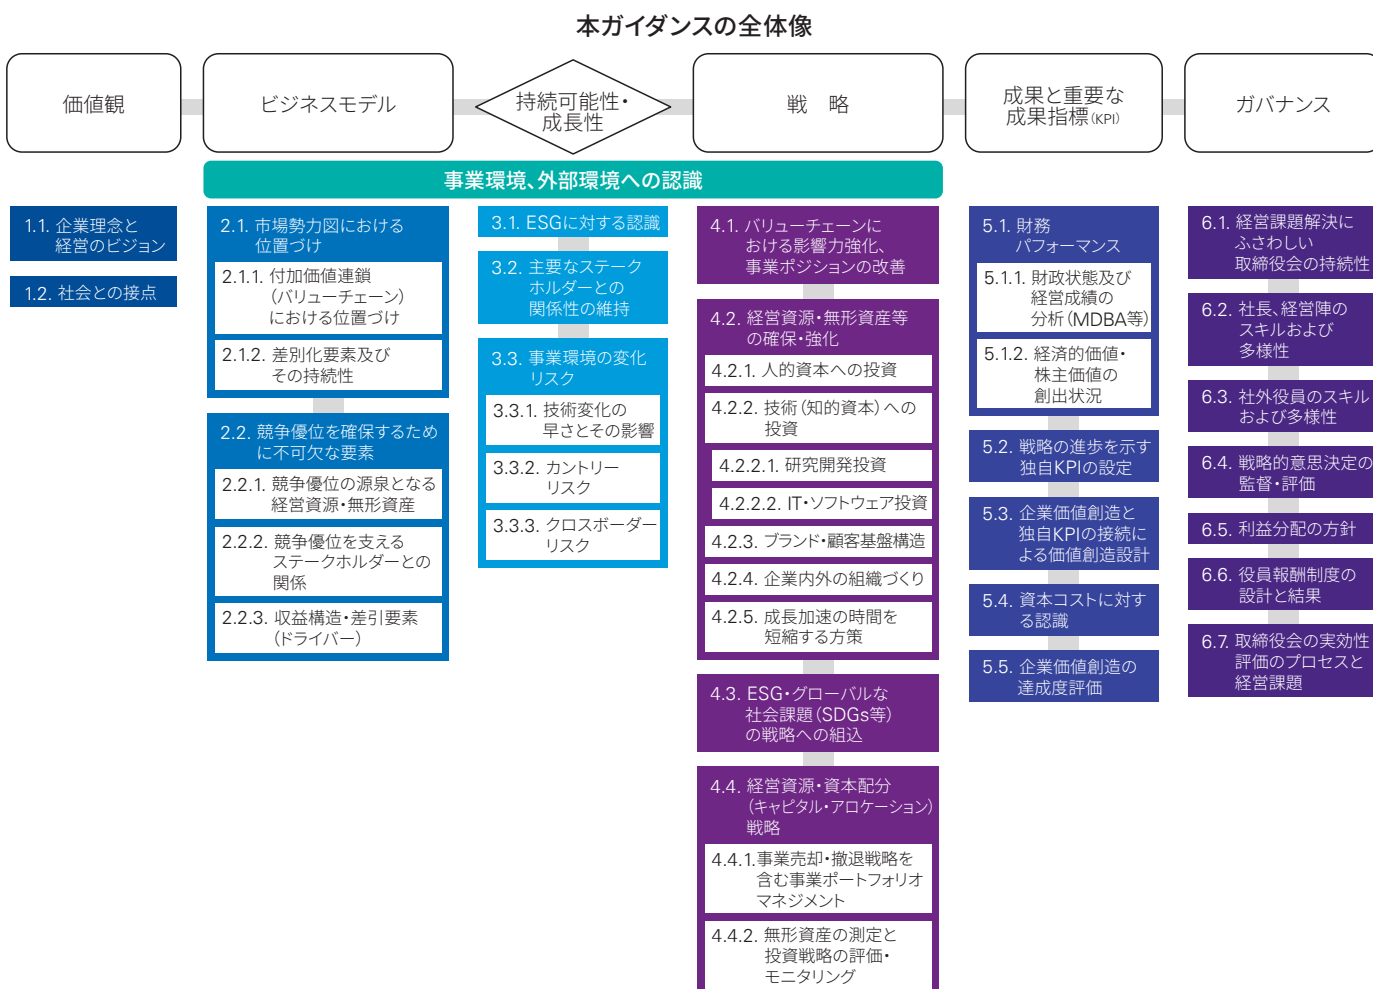 本ガイダンスの全体像
価値観
ビジネスモデル
持続可能性・
成長性
戦 略
成果と重要な
成果指標(KPI)
ガバナンス
事業環境、外部環境への認識
1.1. 企業理念と
経営のビジョン
1.2. 社会との接点
2.1. 市場勢力図における
位置づけ
2.1.1. 付加価値連鎖
(バリューチェーン)
における位置づけ
2.1.2. 差別化要素及び
その持続性
2.2. 競争優位を確保するため
に不可欠な要素
2.2.1. 競争優位の源泉となる
経営資源・無形資産
2.2.2. 競争優位を支える
ステークホルダーとの
関係
2.2.3. 収益構造・差引要素
(ドライバー)
3.1. ESGに対する認識
3.2. 主要なステーク
ホルダーとの
関係性の維持
3.3. 事業環境の変化
リスク
3.3.1. 技術変化の
早さとその影響
3.3.2. カントリー
リスク
3.3.3. クロスボーダー
リスク
4.1. バリューチェーンに
おける影響力強化、
事業ポジションの改善
4.2. 経営資源・無形資産等
の確保・強化
4.2.1. 人的資本への投資
4.2.2. 技術(知的資本)への
投資
4.2.2.1. 研究開発投資
4.2.2.2. IT・ソフトウェア投資
4.2.3. ブランド・顧客基盤構造
4.2.4. 企業内外の組織づくり
4.2.5. 成長加速の時間を
短縮する方策
4.3. ESG・グローバルな
社会課題(SDGs等)
の戦略への組込
4.4. 経営資源・資本配分
(キャピタル・アロケーション)
戦略
4.4.1.事業売却・撤退戦略を
含む事業ポートフォリオ
マネジメント
4.4.2. 無形資産の測定と
投資戦略の評価・
モニタリング
5.1. 財務
パフォーマンス
5.1.1. 財政状態及び
経営成績の
分析(MDBA等)
5.1.2. 経済的価値・
株主価値の
創出状況
5.2. 戦略の進歩を示す
独自KPIの設定
5.3. 企業価値創造と
独自KPIの接続に
よる価値創造設計
5.4. 資本コストに対す
る認識
5.5. 企業価値創造の
達成度評価
6.1. 経営課題解決に
ふさわしい
取締役会の持続性
6.2. 社長、経営陣の
スキルおよび
多様性
6.3. 社外役員のスキル
および多様性
6.4. 戦略的意思決定の
監督・評価
6.5. 利益分配の方針
6.6. 役員報酬制度の
設計と結果
6.7. 取締役会の実効性
評価のプロセスと
経営課題